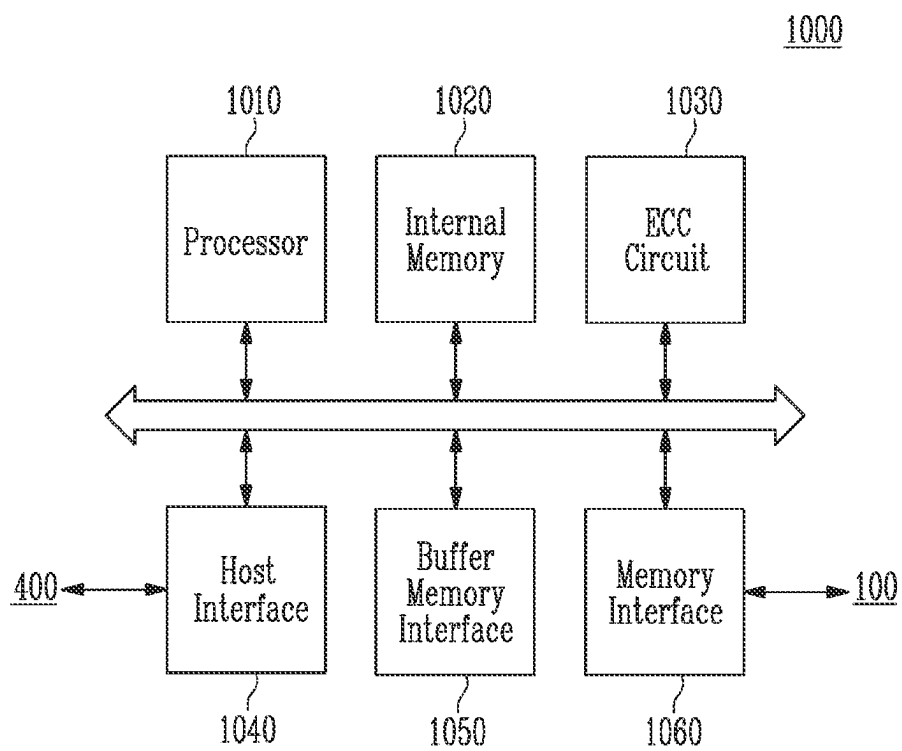 1000
1010
1020
1030
Processor
Internal
Memory
ECC
Circuit
400
Host
Interface
Buffer
Memory
Interface
Memory
Interface
100
1040
1050
1060